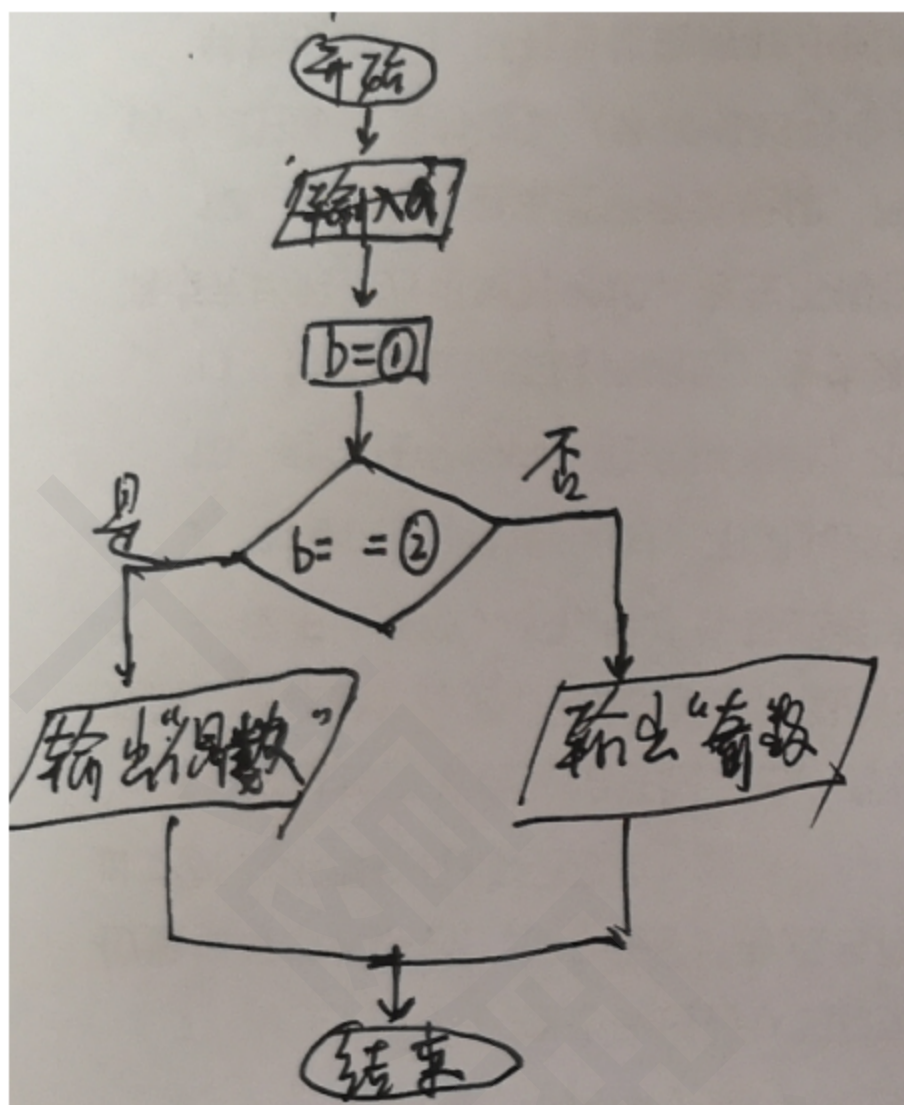 开始
输入a
b=①
是
否
b= =②
输出“偶数”
输出“奇数
结束